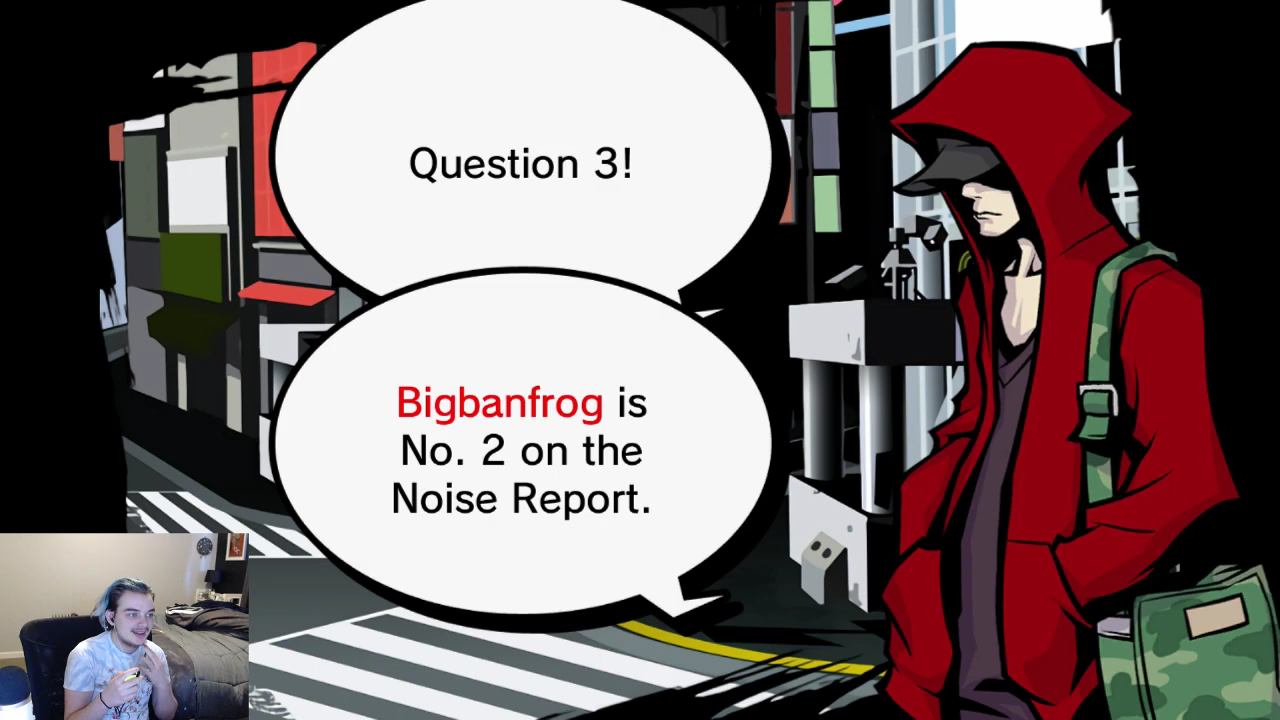 Question 3!
Bigbanfrog is
No. 2 on the
Noise Report.